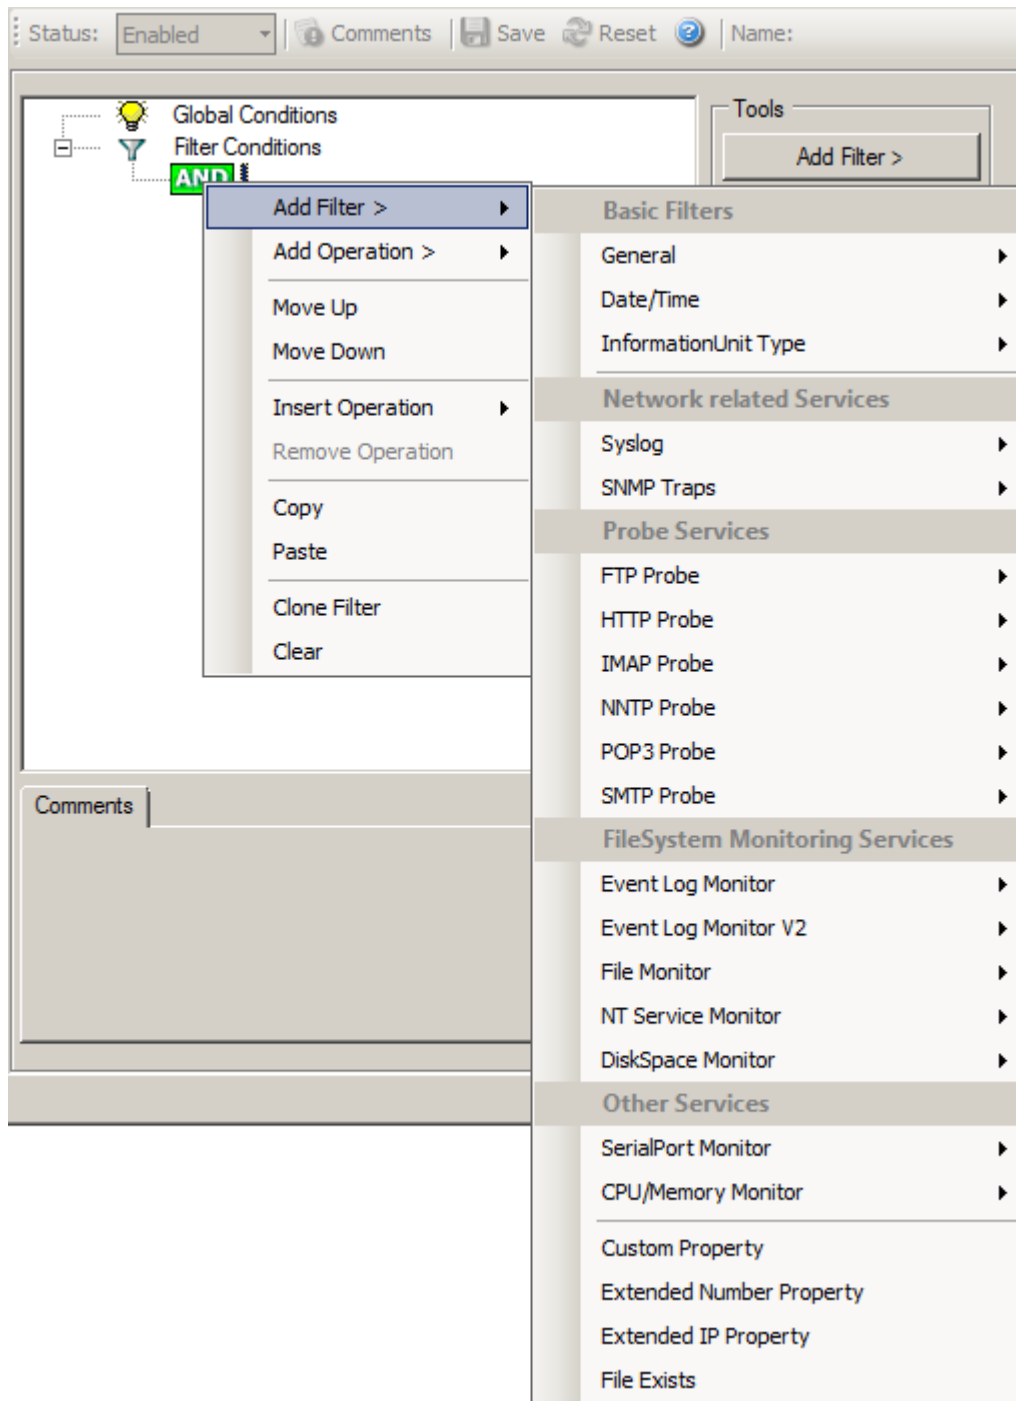 Status: Enabled Comments Save Reset Name:
Global Conditions
Filter Conditions
AND
Tools
Add Filter >
Add Filter >
Add Operation >
Move Up
Move Down
Insert Operation
Remove Operation
Copy
Paste
Clone Filter
Clear
Basic Filters
General
Date/Time
InformationUnit Type
Network related Services
Syslog
SNMP Traps
Probe Services
FTP Probe
HTTP Probe
IMAP Probe
NNTP Probe
POP3 Probe
SMTP Probe
FileSystem Monitoring Services
Event Log Monitor
Event Log Monitor V2
File Monitor
NT Service Monitor
DiskSpace Monitor
Other Services
SerialPort Monitor
CPU/Memory Monitor
Custom Property
Extended Number Property
Extended IP Property
File Exists
Comments